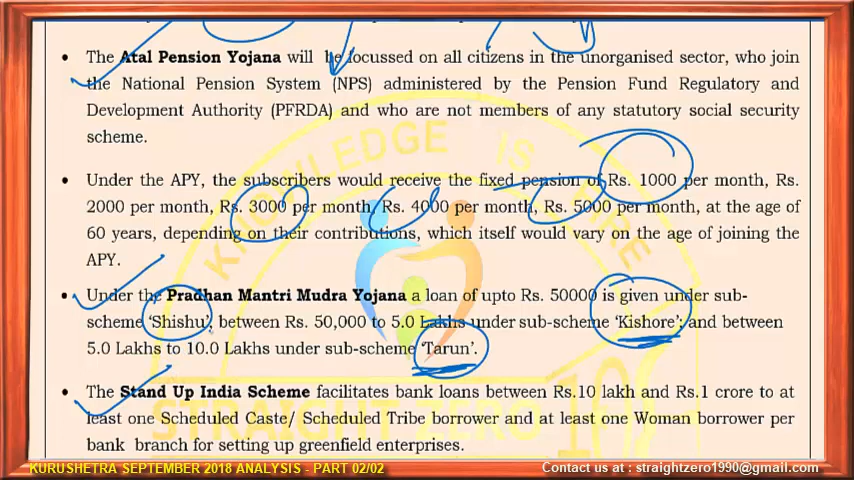 • The Atal Pension Yojana will be focussed on all citizens in the unorganised sector, who join
the National Pension System (NPS) administered by the Pension Fund Regulatory and
Development Authority (PFRDA) and who are not members of any statutory social security
scheme.
• Under the APY, the subscribers would receive the fixed pension of Rs. 1000 per month, Rs.
2000 per month, Rs. 3000 per month, Rs. 4000 per month, Rs. 5000 per month, at the age of
60 years, depending on their contributions, which itself would vary on the age of joining the
APY.
• Under the Pradhan Mantri Mudra Yojana a loan of upto Rs. 50000 is given under sub-
scheme ‘Shishu’, between Rs. 50,000 to 5.0 Lakhs under sub-scheme ‘Kishore’; and between
5.0 Lakhs to 10.0 Lakhs under sub-scheme ‘Tarun’.
• The Stand Up India Scheme facilitates bank loans between Rs.10 lakh and Rs.1 crore to at
least one Scheduled Caste/ Scheduled Tribe borrower and at least one Woman borrower per
bank branch for setting up greenfield enterprises.
KNOWLEDGE IS
STRAIGHT ZERO
KURUSHETRA SEPTEMBER 2018 ANALYSIS - PART 02/02
Contact us at : straightzero1990@gmail.com